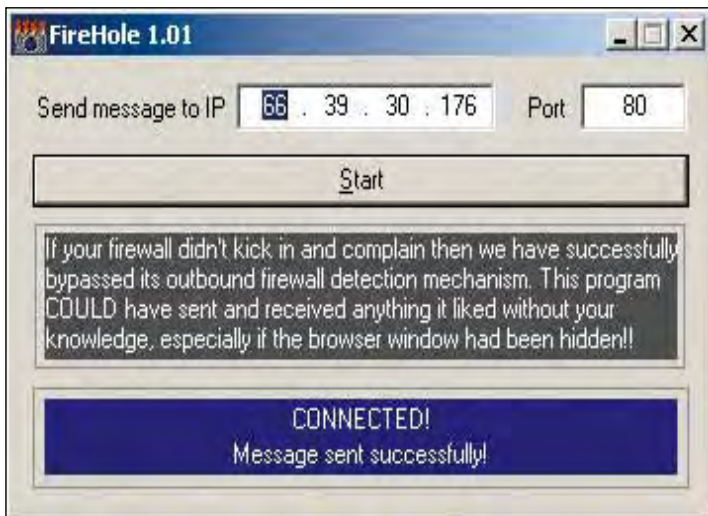 FireHole 1.01
Send message to IP 66 . 39 . 30 . 176 Port 80
Start
If your firewall didn't kick in and complain then we have successfully
bypassed its outbound firewall detection mechanism. This program
COULD have sent and received anything it liked without your
knowledge, especially if the browser window had been hidden!!
CONNECTED!
Message sent successfully!